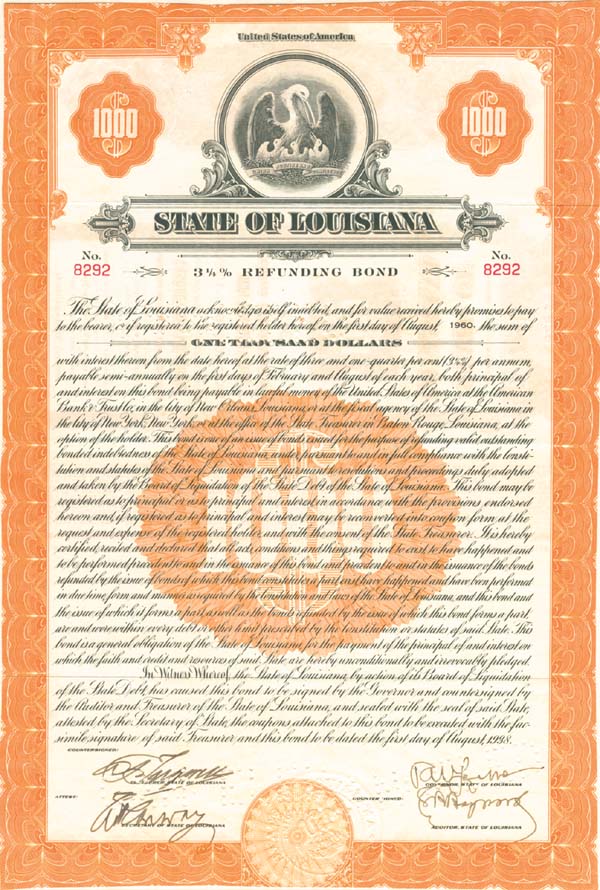 United States of America
1000
1000
STATE OF LOUISIANA
No. 8292
No. 8292
3¼% REFUNDING BOND
The State of Louisiana acknowledges itself indebted, and for value received hereby promises to pay
to the bearer, or if registered to the registered holder hereof, on the first day of August, 1960. the sum of
ONE THOUSAND DOLLARS
with interest thereon from the date hereof at the rate of three and one-quarter per cent (3¼%) per annum,
payable semi-annually on the first days of February and August of each year, both principal of
and interest on this bond being payable in lawful money of the United States of America at the American
Bank & Trust Co., in the city of New Orleans, Louisiana, or at the fiscal agency of the State of Louisiana in
the city of New York, New York, or at the office of the State Treasurer in Baton Rouge, Louisiana, at the
option of the holder. This bond is one of an issue of bonds issued for the purpose of refunding valid outstanding
bonded indebtedness of the State of Louisiana, under, pursuant to and in full compliance with the consti-
tution and statutes of the State of Louisiana and pursuant to resolutions and proceedings duly adopted
and taken by the Board of Liquidation of the State Debt of the State of Louisiana. This bond may be
registered as to principal or as to principal and interest in accordance with the provisions endorsed
hereon and, if registered as to principal and interest may be reconverted into coupon form at the
request and expense of the registered holder and with the consent of the State Treasurer. It is hereby
certified, recited and declared that all acts, conditions and things required to exist, to have happened and
to be performed precedent to and in the issuance of this bond and precedent to and in the issuance of the bonds
refunded by the issue of bonds of which this bond constitutes a part exist, have happened and have been performed
in due time, form and manner as required by the Constitution and laws of the State of Louisiana, and this bond and
the issue of which it forms a part, as well as the bonds refunded by the issue of which this bond forms a part,
are and were within every debt or other limit prescribed by the Constitution or statutes of said State. This
bond is a general obligation of the State of Louisiana for the payment of the principal of and interest on
which the faith and credit and resources of said State are hereby unconditionally and irrevocably pledged.
In Witness Whereof, the State of Louisiana, by action of its Board of Liquidation
of the State Debt, has caused this bond to be signed by the Governor and countersigned by
the Auditor and Treasurer of the State of Louisiana, and sealed with the seal of said State,
attested by the Secretary of State, the coupons attached to this bond to be executed with the fac-
simile signature of said Treasurer and this bond to be dated the first day of August, 1938.
1000
COUNTERSIGNED:
TREASURER, STATE OF LOUISIANA
GOVERNOR, STATE OF LOUISIANA
ATTEST:
COUNTERSIGNED:
SECRETARY OF STATE OF LOUISIANA
AUDITOR, STATE OF LOUISIANA